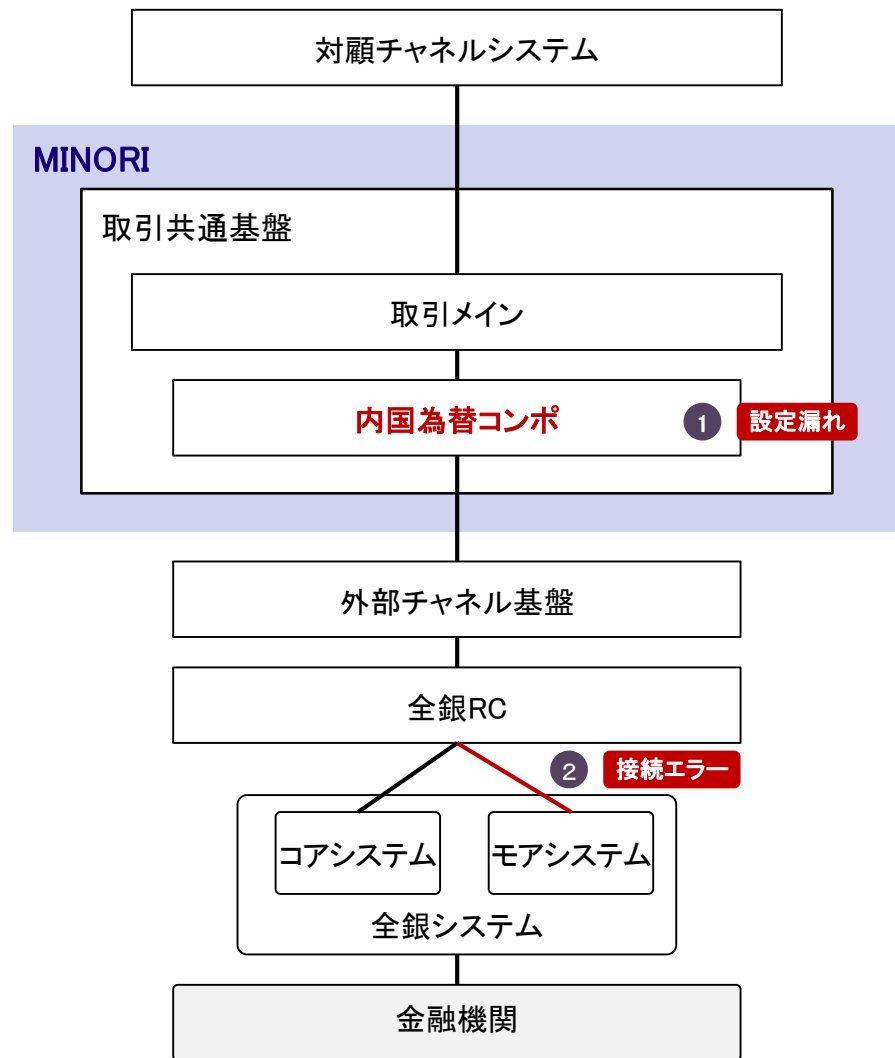 対顧チャネルシステム
MINORI
取引共通基盤
取引メイン
内国為替コンポ
1
設定漏れ
外部チャネル基盤
全銀RC
2
接続エラー
コアシステム
モアシステム
全銀システム
金融機関